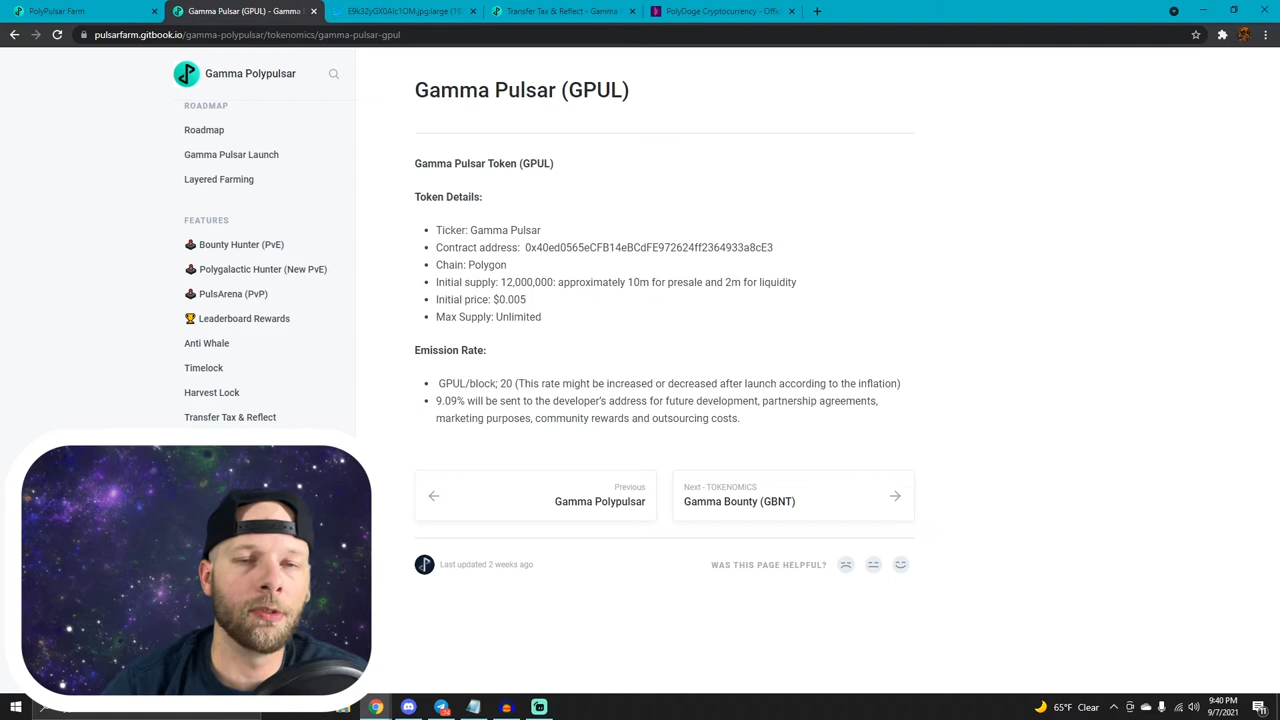 PolyPulsar Farm
Gamma Pulsar (GPUL) - Gamma
E9k3ZyGX0AIc1OM.jpg:large (19
Transfer Tax & Reflect - Gamma
PolyDoge Cryptocurrency - Offic
pulsarfarm.gitbook.io/gamma-polypulsar/tokenomics/gamma-pulsar-gpul
Gamma Polypulsar
ROADMAP
Roadmap
Gamma Pulsar Launch
Layered Farming
FEATURES
Bounty Hunter (PvE)
Polygalactic Hunter (New PvE)
PulsArena (PvP)
Leaderboard Rewards
Anti Whale
Timelock
Harvest Lock
Transfer Tax & Reflect
Gamma Pulsar (GPUL)
Gamma Pulsar Token (GPUL)
Token Details:
Ticker: Gamma Pulsar
Contract address: 0x40ed0565eCFB14eBCdFE972624ff2364933a8cE3
Chain: Polygon
Initial supply: 12,000,000: approximately 10m for presale and 2m for liquidity
Initial price: $0.005
Max Supply: Unlimited
Emission Rate:
GPUL/block; 20 (This rate might be increased or decreased after launch according to the inflation)
9.09% will be sent to the developer's address for future development, partnership agreements,
marketing purposes, community rewards and outsourcing costs.
Previous
Gamma Polypulsar
Next - TOKENOMICS
Gamma Bounty (GBNT)
Last updated 2 weeks ago
WAS THIS PAGE HELPFUL?
65°F Clear
9:40 PM
9/7/2021